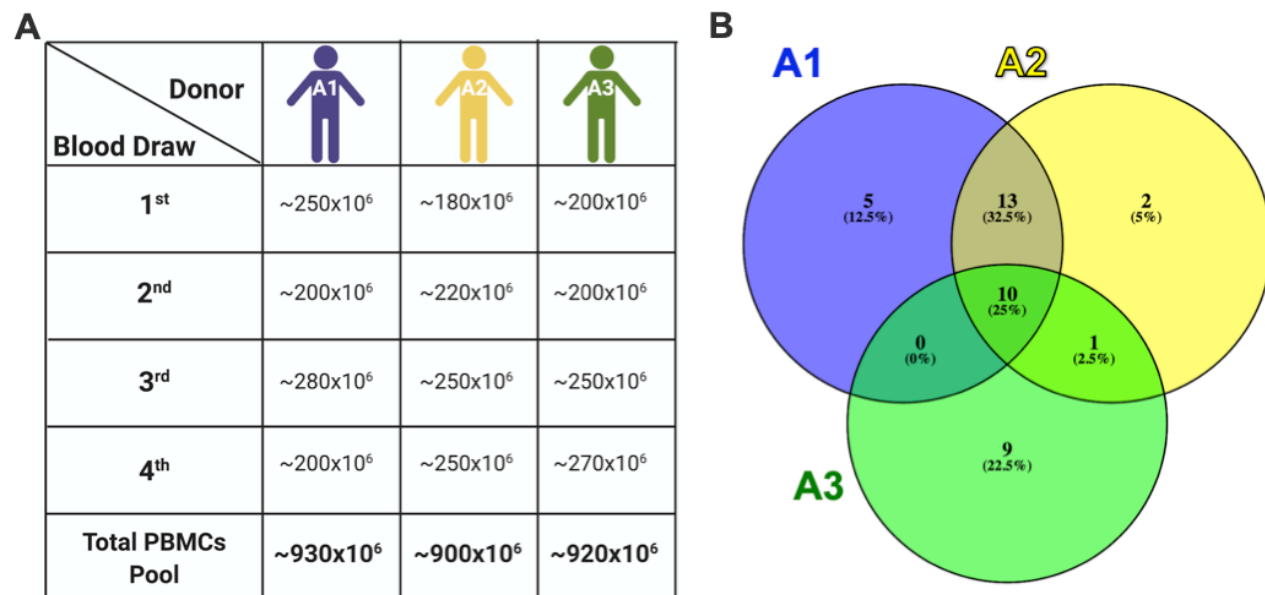 A
Donor
Blood Draw
A1
A2
A3
1st
~250x10⁶
~180x10⁶
~200x10⁶
2nd
~200x10⁶
~220x10⁶
~200x10⁶
3rd
~280x10⁶
~250x10⁶
~250x10⁶
4th
~200x10⁶
~250x10⁶
~270x10⁶
Total PBMCs
Pool
~930x10⁶
~900x10⁶
~920x10⁶
B
A1
A2
5
(12.5%)
13
(32.5%)
2
(5%)
10
(25%)
0
(0%)
1
(2.5%)
9
(22.5%)
A3